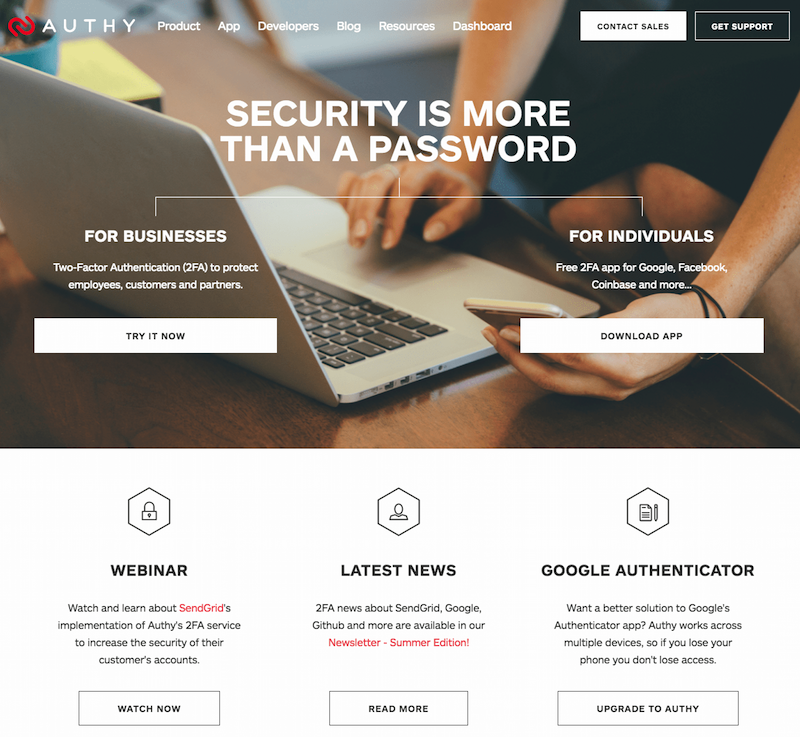 AUTHY Product App Developers Blog Resources Dashboard CONTACT SALES GET SUPPORT
SECURITY IS MORE
THAN A PASSWORD
FOR BUSINESSES
Two-Factor Authentication (2FA) to protect
employees, customers and partners.
TRY IT NOW
FOR INDIVIDUALS
Free 2FA app for Google, Facebook,
Coinbase and more...
DOWNLOAD APP
WEBINAR
Watch and learn about SendGrid's
implementation of Authy's 2FA service
to increase the security of their
customer's accounts.
WATCH NOW
LATEST NEWS
2FA news about SendGrid, Google,
Github and more are available in our
Newsletter - Summer Edition!
READ MORE
GOOGLE AUTHENTICATOR
Want a better solution to Google's
Authenticator app? Authy works across
multiple devices, so if you lose your
phone you don't lose access.
UPGRADE TO AUTHY